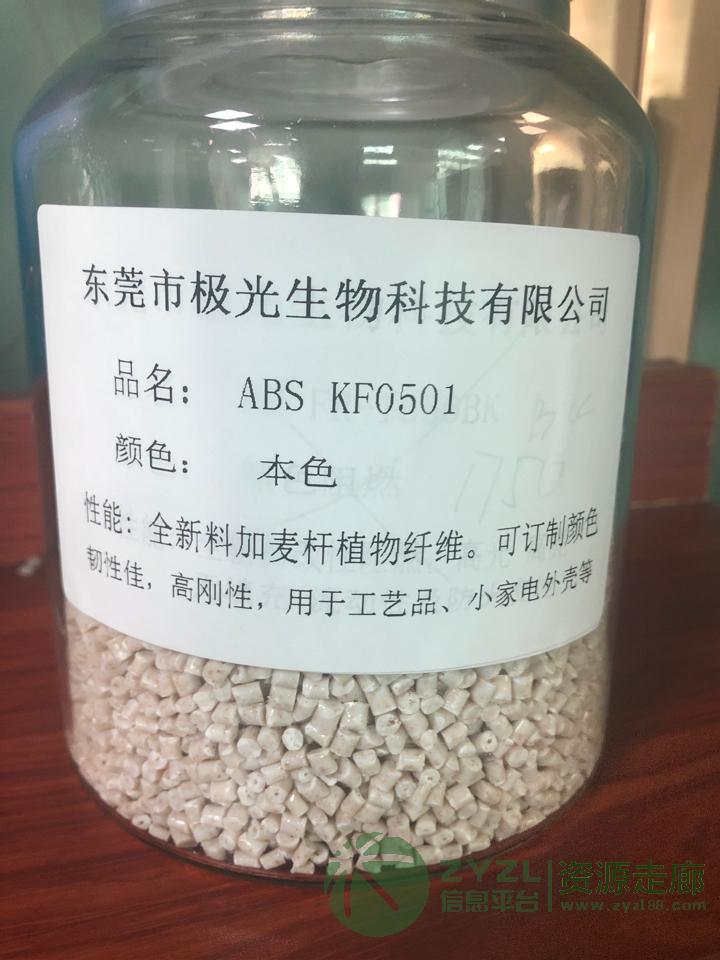 东莞市极光生物科技有限公司
品名： ABS KF0501
颜色： 本色
性能：全新料加麦杆植物纤维。可订制颜色
韧性佳，高刚性，用于工艺品、小家电外壳等
ZYZL 资源走廊
信息平台 www.zyzl88.com